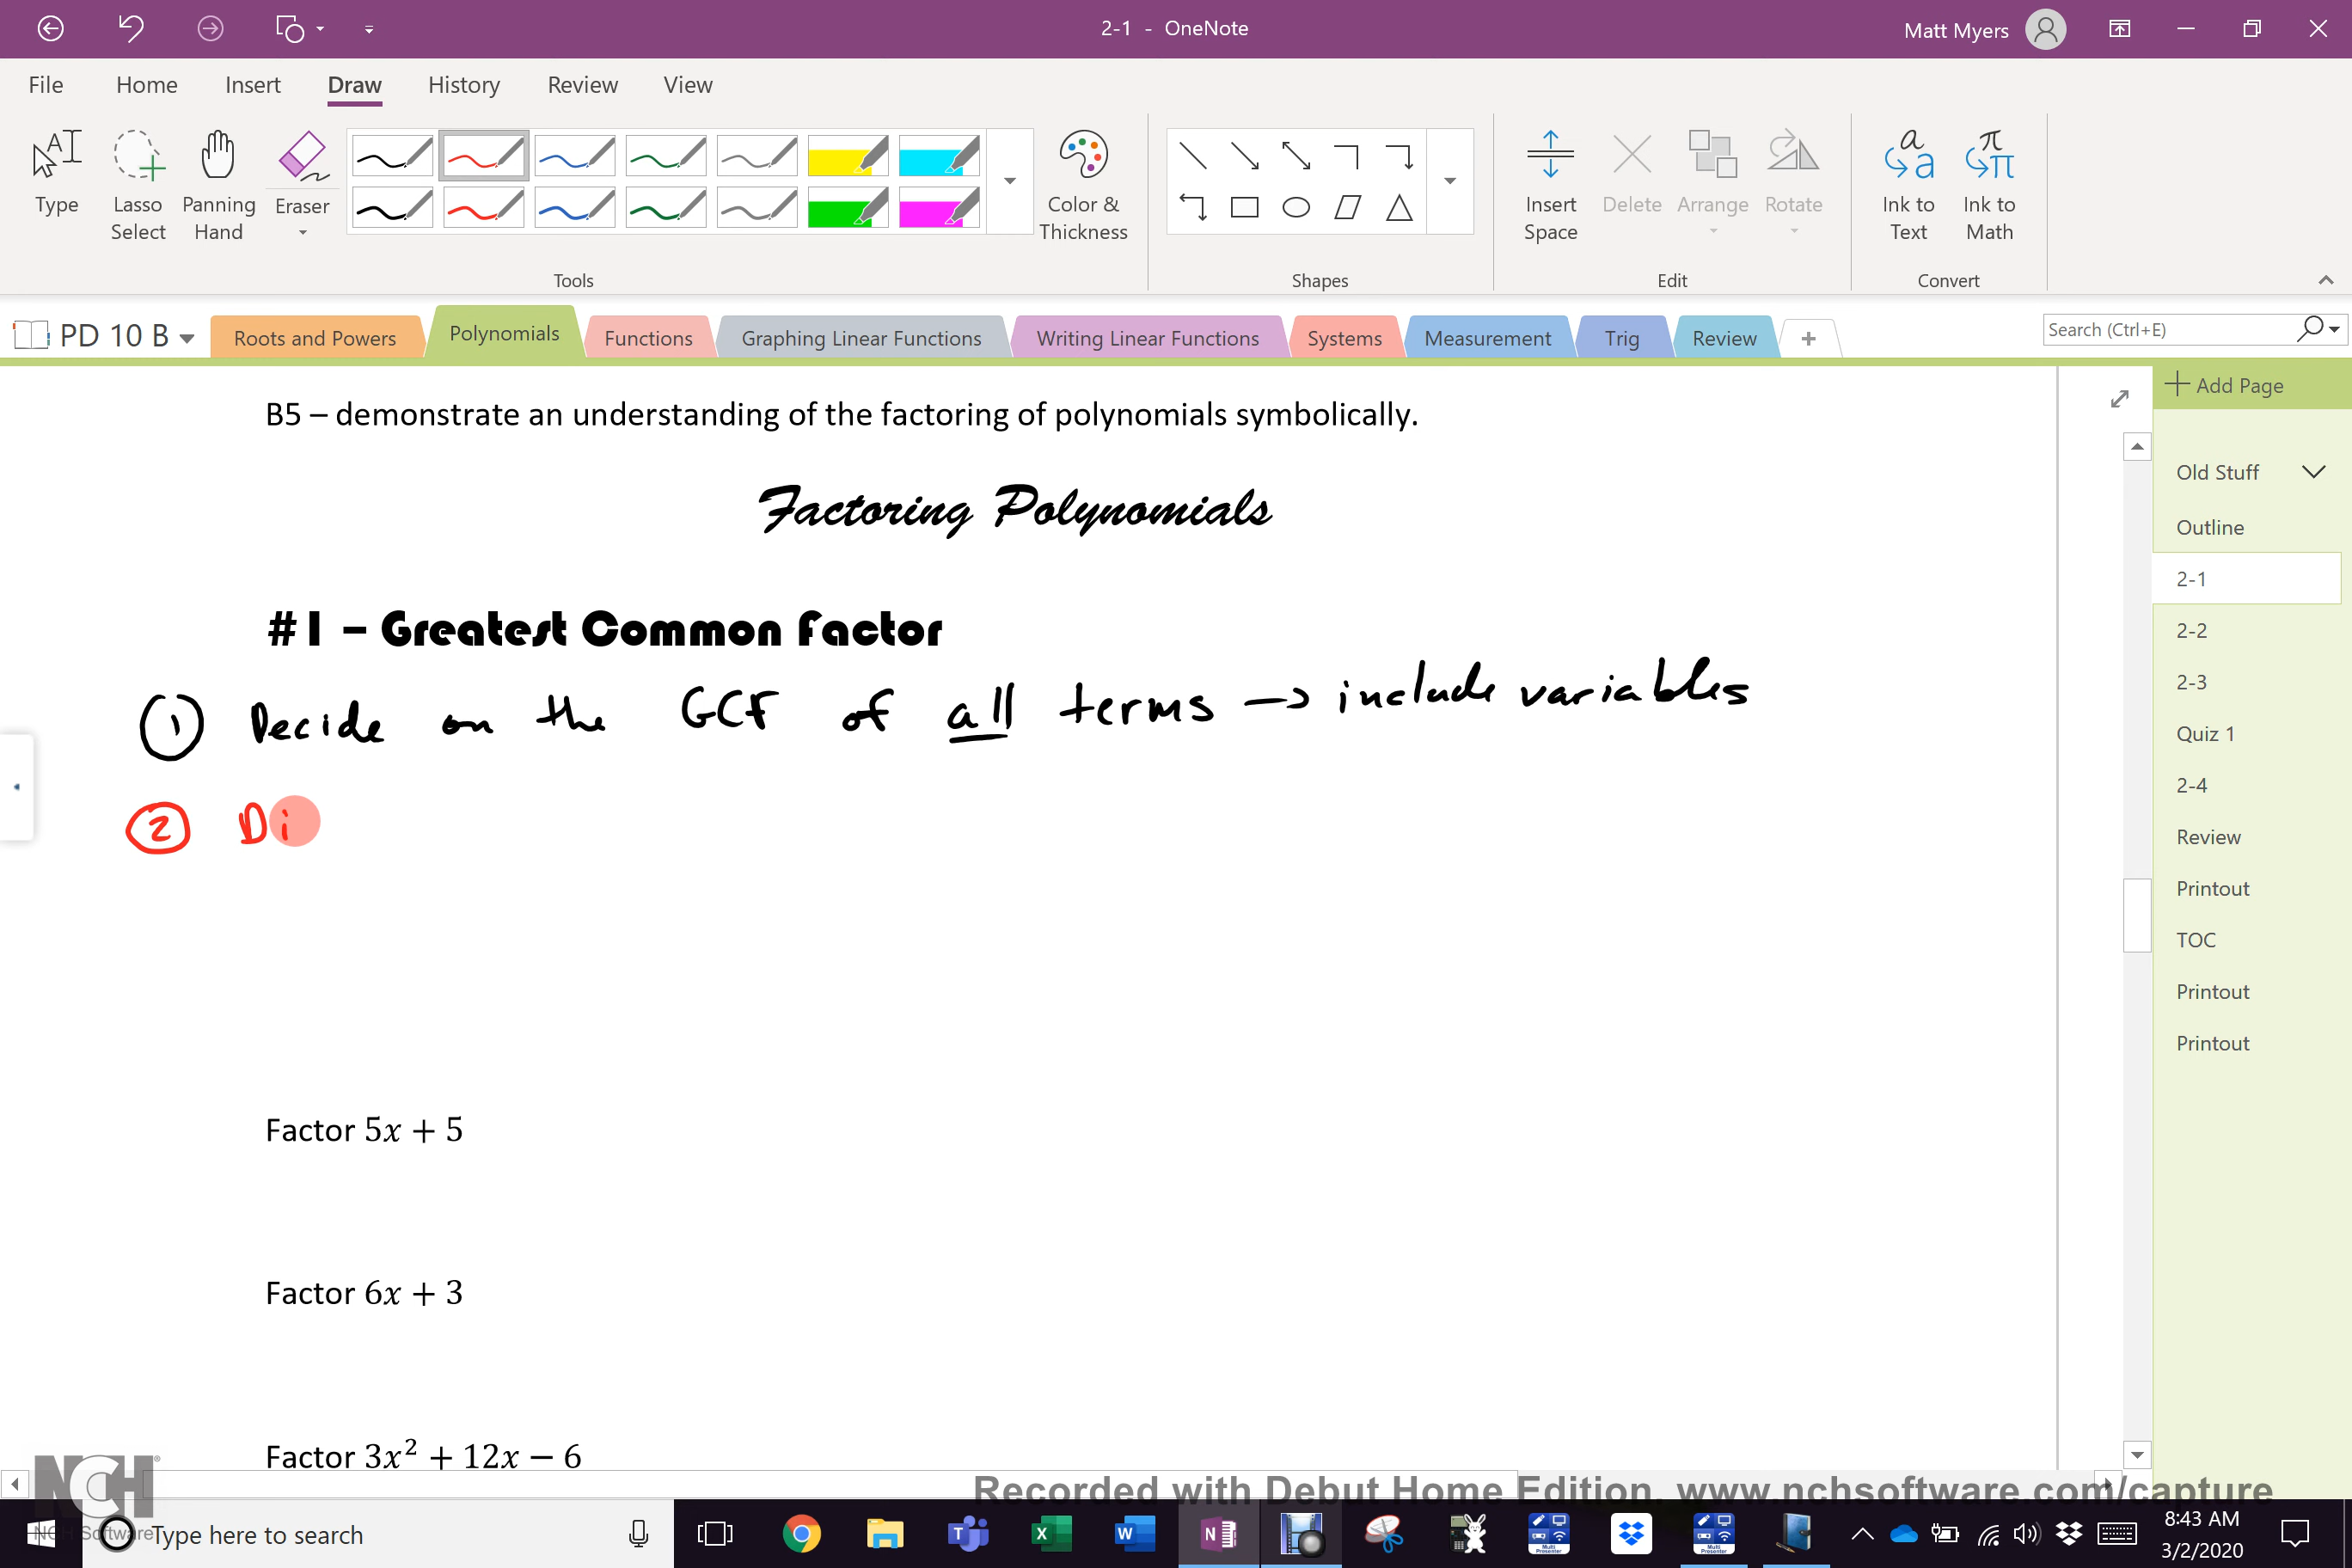 2-1 - OneNote
Matt Myers
File Home Insert Draw History Review View
Type
Lasso Select
Panning Hand
Eraser
Color & Thickness
Insert Space
Delete
Arrange
Rotate
Ink to Text
Ink to Math
Tools Shapes Edit Convert
PD 10 B
Roots and Powers Polynomials Functions Graphing Linear Functions Writing Linear Functions Systems Measurement Trig Review +
Search (Ctrl+E)
Add Page
Old Stuff
Outline
2-1
2-2
2-3
Quiz 1
2-4
Review
Printout
TOC
Printout
Printout
B5 – demonstrate an understanding of the factoring of polynomials symbolically.
Factoring Polynomials
#1 – Greatest Common Factor
① Decide on the GCF of all terms → include variables
② Di
Factor 5x + 5
Factor 6x + 3
Factor 3x² + 12x − 6
NCH®
NCH Software
Recorded with Debut Home Edition. www.nchsoftware.com/capture
Type here to search
8:43 AM
3/2/2020